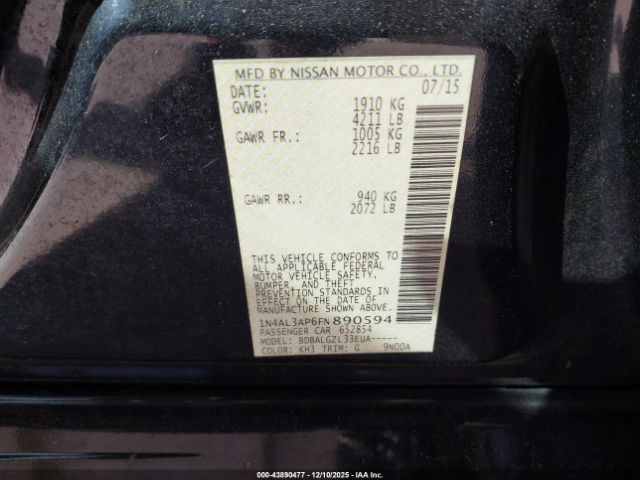 MFD BY NISSAN MOTOR CO., LTD.
DATE: 07/15
GVWR: 1910 KG
4211 LB
GAWR FR.: 1005 KG
2216 LB
GAWR RR.: 940 KG
2072 LB
THIS VEHICLE CONFORMS TO
ALL APPLICABLE FEDERAL
MOTOR VEHICLE SAFETY,
BUMPER, AND THEFT
PREVENTION STANDARDS IN
EFFECT ON THE DATE OF
MANUFACTURE SHOWN ABOVE.
1N4AL3AP6FN890594
PASSENGER CAR 652854
MODEL: BDBALGZL33EUA-----
COLOR: KH3 TRIM: G 9N00A
000-43890477 - 12/10/2025 - IAAI.COM